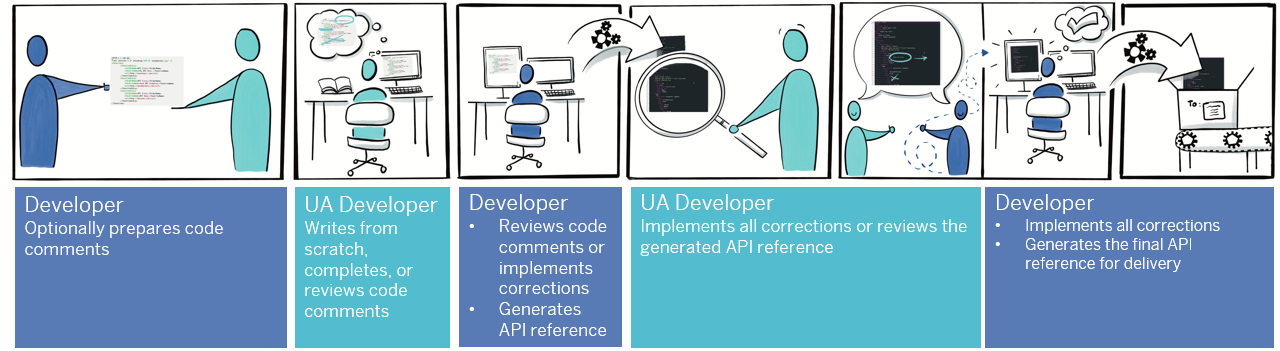 To:
Developer
Optionally prepares code
comments
UA Developer
Writes from
scratch,
completes, or
reviews code
comments
Developer
• Reviews code
comments or
implements
corrections
• Generates
API reference
UA Developer
Implements all corrections or reviews the
generated API reference
Developer
• Implements all corrections
• Generates the final API
reference for delivery